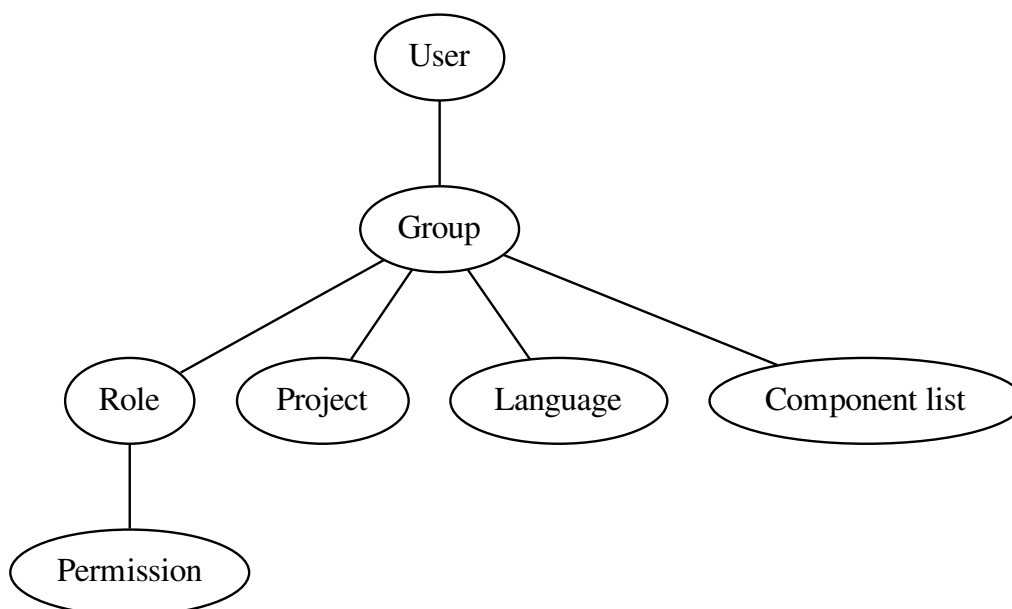 User
Group
Role
Project
Language
Component list
Permission